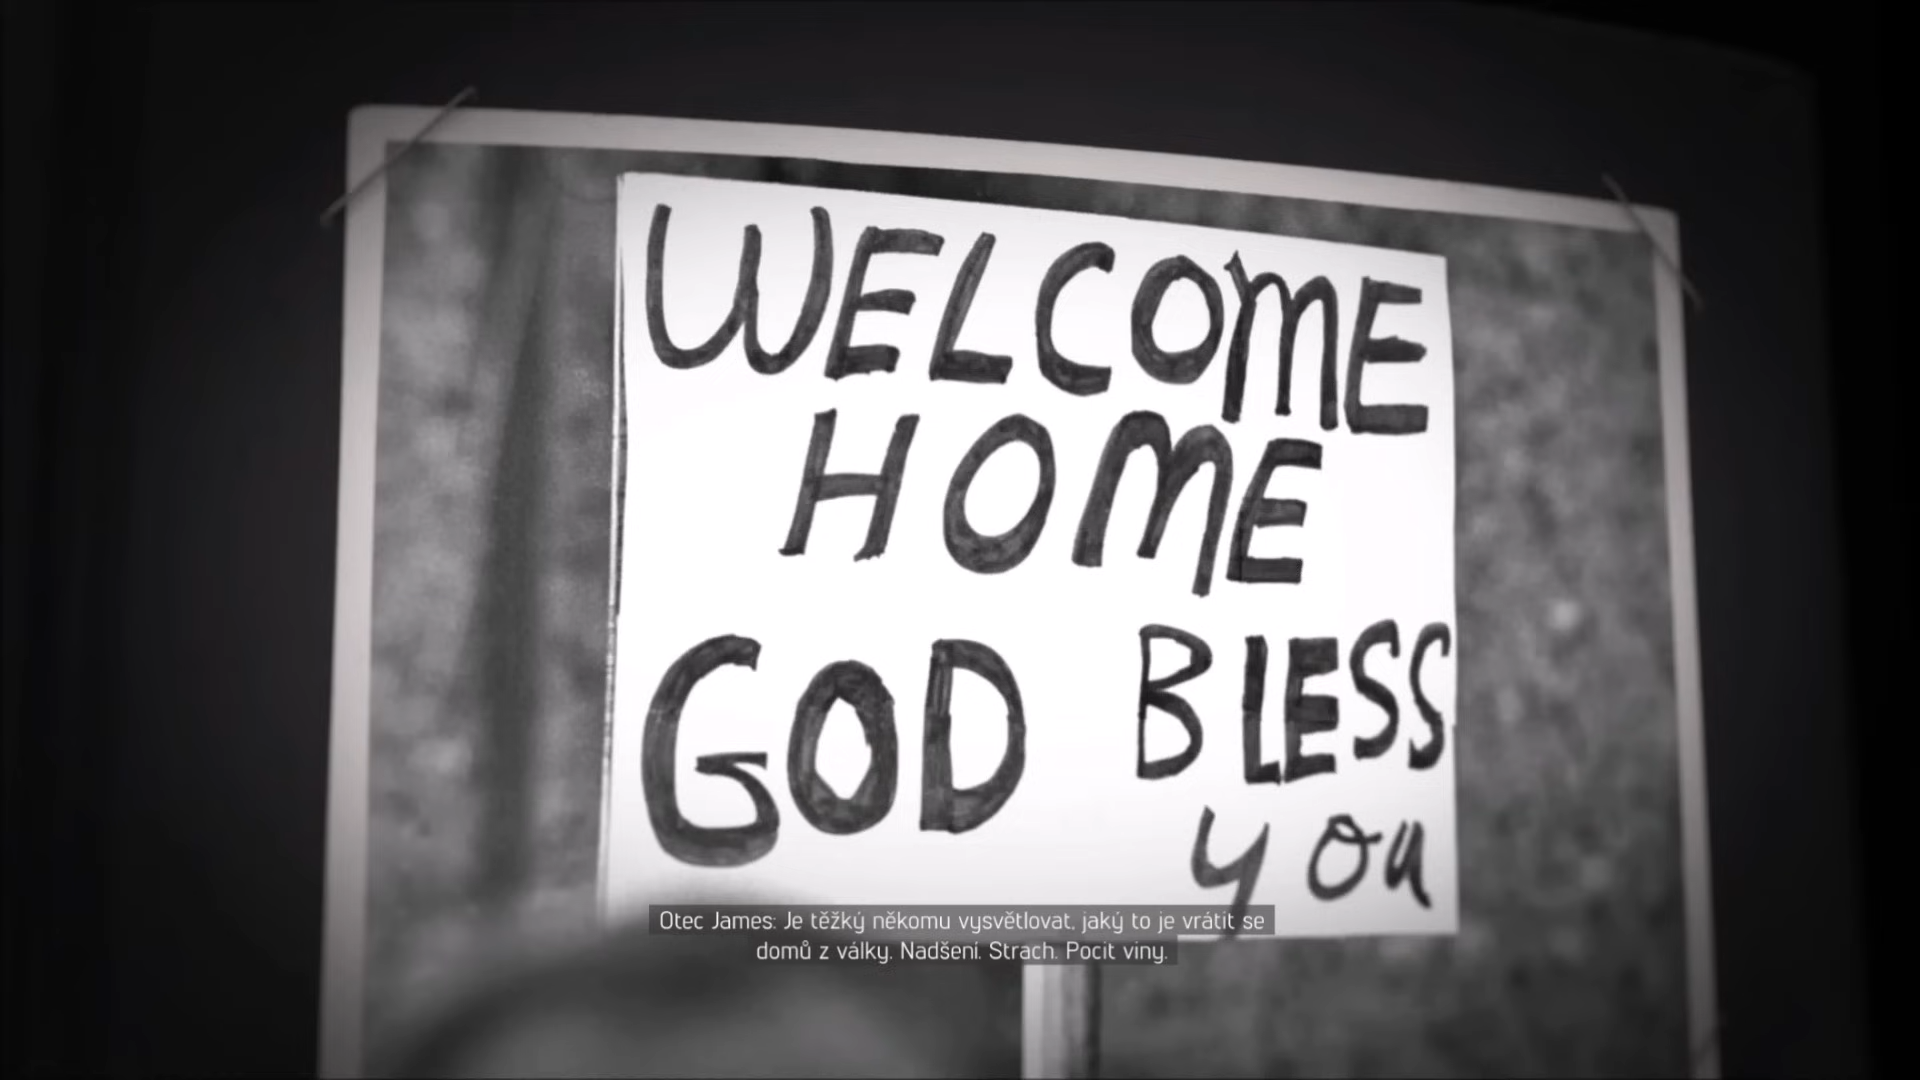 WELCOME
HOME
GOD BLESS
you
Otec James: Je těžký někomu vysvětlovat, jaký to je vrátit se
domů z války. Nadšení. Strach. Pocit viny.